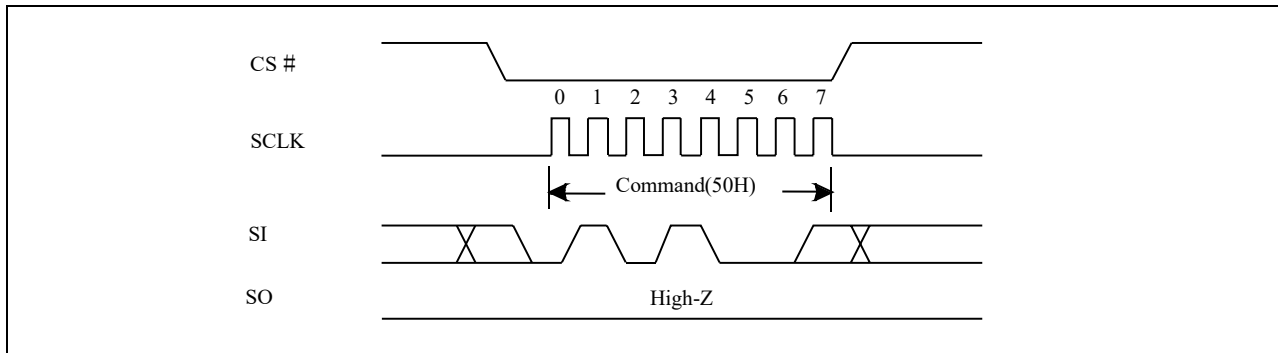 CS #
0 1 2 3 4 5 6 7
SCLK
Command(50H)
SI
SO
High-Z